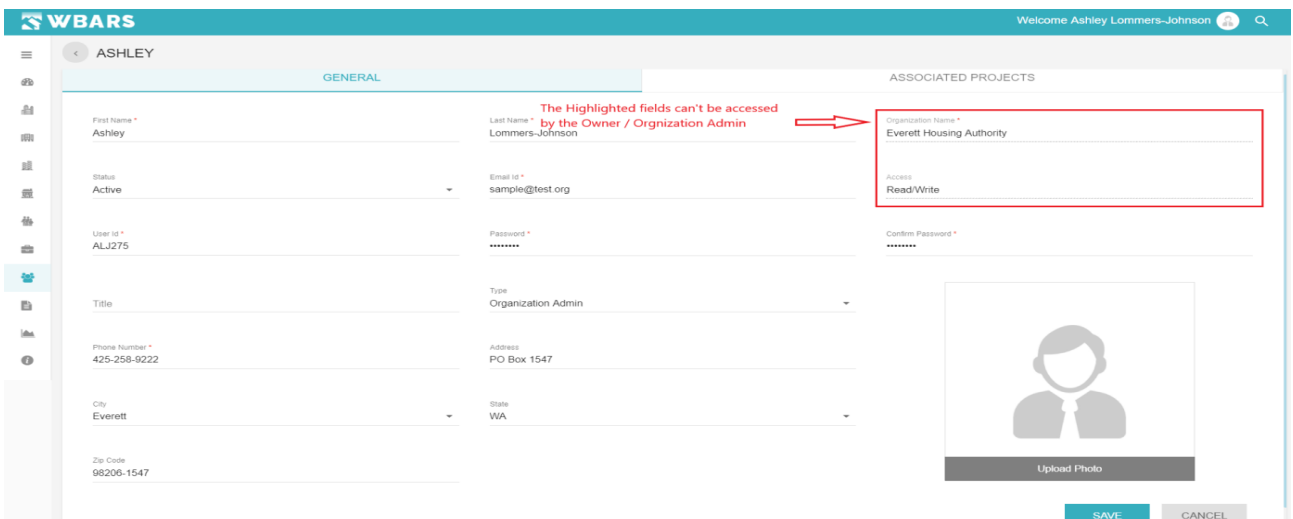 WBARS
Welcome Ashley Lommers-Johnson
ASHLEY
GENERAL
ASSOCIATED PROJECTS
The Highlighted fields can't be accessed
by the Owner / Orgnization Admin
First Name *
Ashley
Last Name *
Lommers-Johnson
Organization Name *
Everett Housing Authority
Status
Active
Email Id *
sample@test.org
Access
Read/Write
User Id *
ALJ275
Password *
••••••••
Confirm Password *
••••••••
Title
Type
Organization Admin
Phone Number *
425-258-9222
Address
PO Box 1547
City
Everett
State
WA
Zip Code
98206-1547
Upload Photo
SAVE
CANCEL